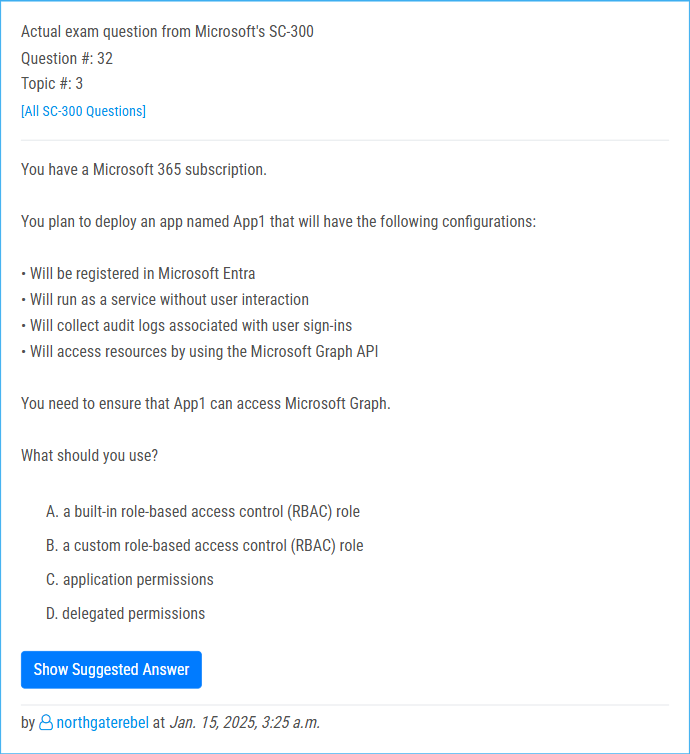 Actual exam question from Microsoft's SC-300
Question #: 32
Topic #: 3
[All SC-300 Questions]
You have a Microsoft 365 subscription.
You plan to deploy an app named App1 that will have the following configurations:
• Will be registered in Microsoft Entra
• Will run as a service without user interaction
• Will collect audit logs associated with user sign-ins
• Will access resources by using the Microsoft Graph API
You need to ensure that App1 can access Microsoft Graph.
What should you use?
A. a built-in role-based access control (RBAC) role
B. a custom role-based access control (RBAC) role
C. application permissions
D. delegated permissions
Show Suggested Answer
by northgaterebel at Jan. 15, 2025, 3:25 a.m.